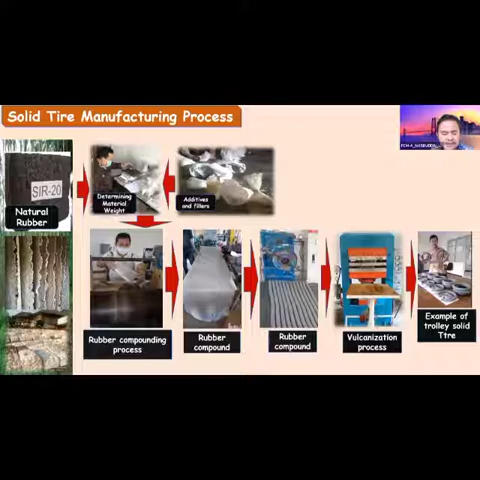 Solid Tire Manufacturing Process
SIR-20
Natural
Rubber
Determining
Material
Weight
Additives
and fillers
Rubber compounding
process
Rubber
compound
Rubber
compound
Vulcanization
process
Example of
trolley solid
Ttre